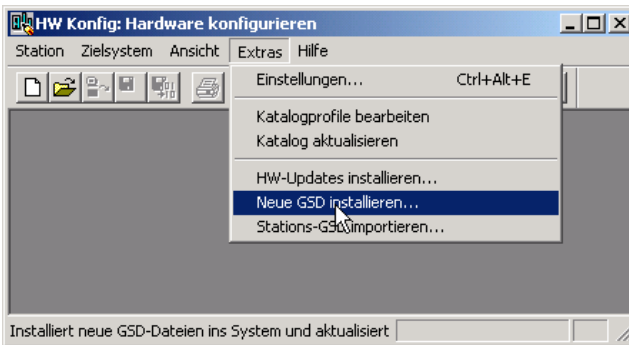 HW Konfig: Hardware konfigurieren
Station Zielsystem Ansicht Extras Hilfe
Einstellungen... Ctrl+Alt+E
Katalogprofile bearbeiten
Katalog aktualisieren
HW-Updates installieren...
Neue GSD installieren...
Stations-GSD importieren...
Installiert neue GSD-Dateien ins System und aktualisiert